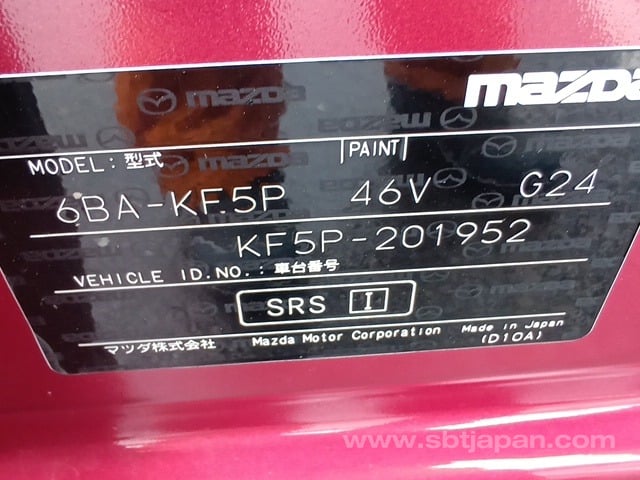 mazda
MODEL:型式 PAINT
6BA-KF5P 46V G24
KF5P-201952
VEHICLE ID.NO.:車台番号
SRS I
マツダ株式会社 Mazda Motor Corporation Made in Japan
(D10A)
www.sbtjapan.com